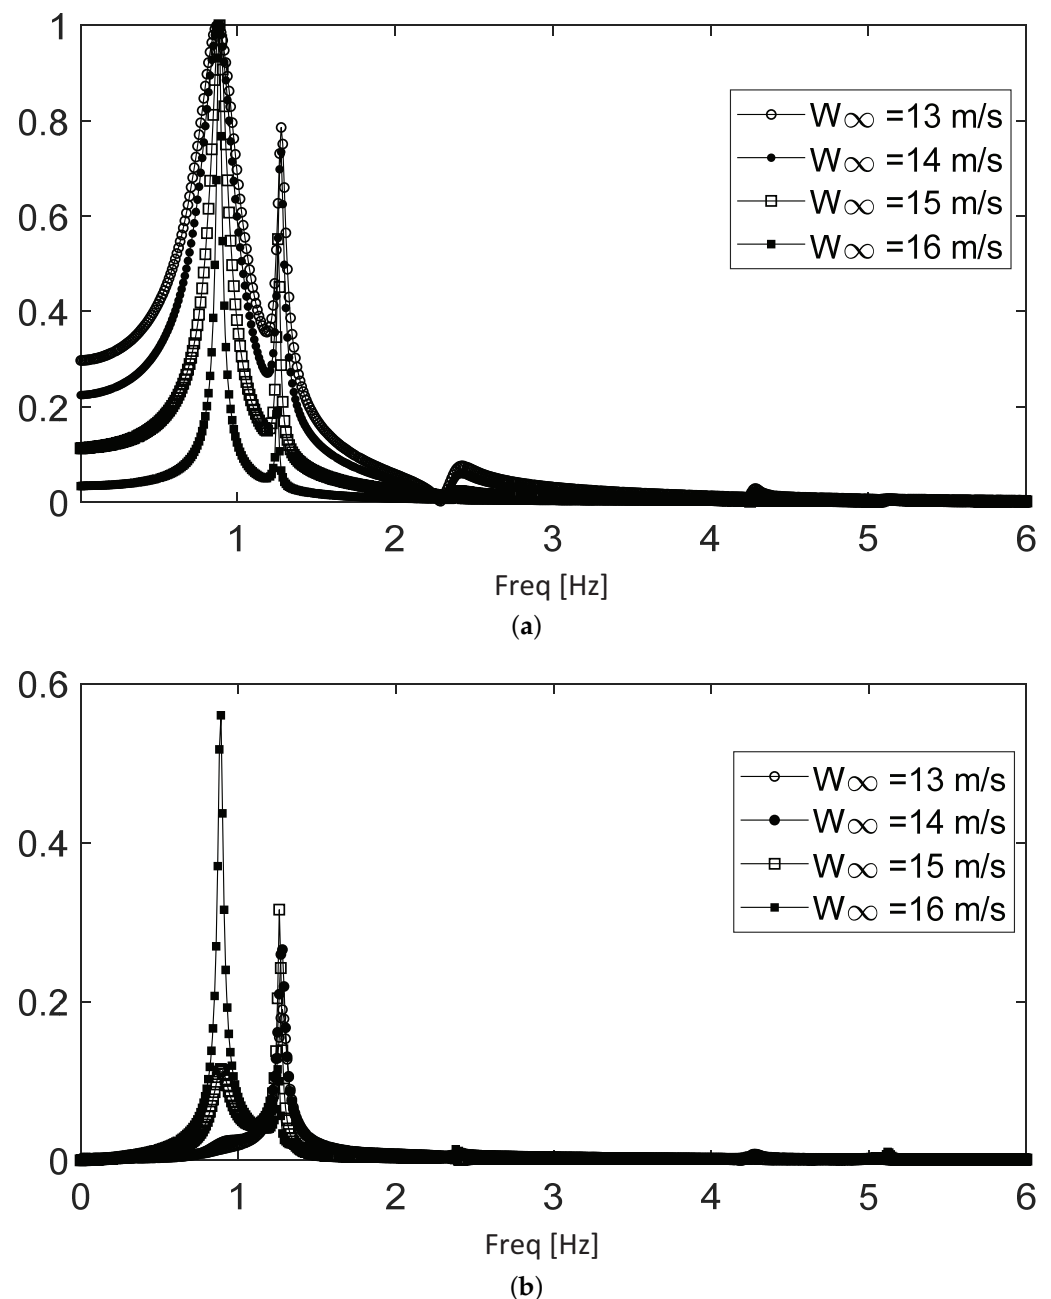 1
0.8
0.6
0.4
0.2
0
W∞ =13 m/s
W∞ =14 m/s
W∞ =15 m/s
W∞ =16 m/s
1 2 3 4 5 6
Freq [Hz]
(a)
0.6
0.4
0.2
0
W∞ =13 m/s
W∞ =14 m/s
W∞ =15 m/s
W∞ =16 m/s
0 1 2 3 4 5 6
Freq [Hz]
(b)